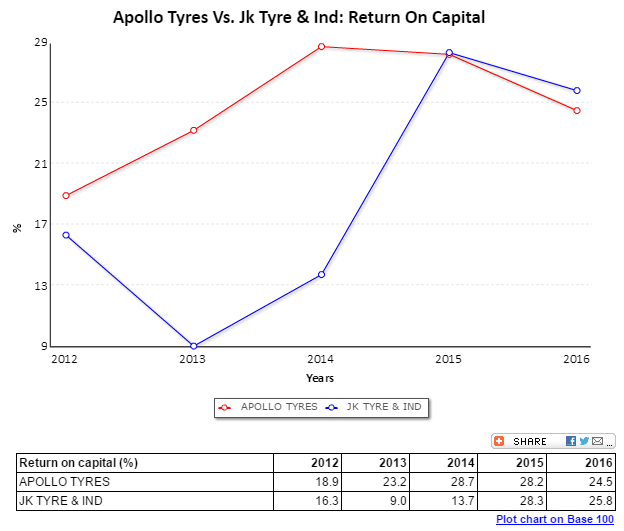 Apollo Tyres Vs. Jk Tyre & Ind: Return On Capital
29
25
21
17
13
9
%
2012 2013 2014 2015 2016
Years
APOLLO TYRES JK TYRE & IND
SHARE ...
Return on capital (%) 2012 2013 2014 2015 2016
APOLLO TYRES 18.9 23.2 28.7 28.2 24.5
JK TYRE & IND 16.3 9.0 13.7 28.3 25.8
Plot chart on Base 100